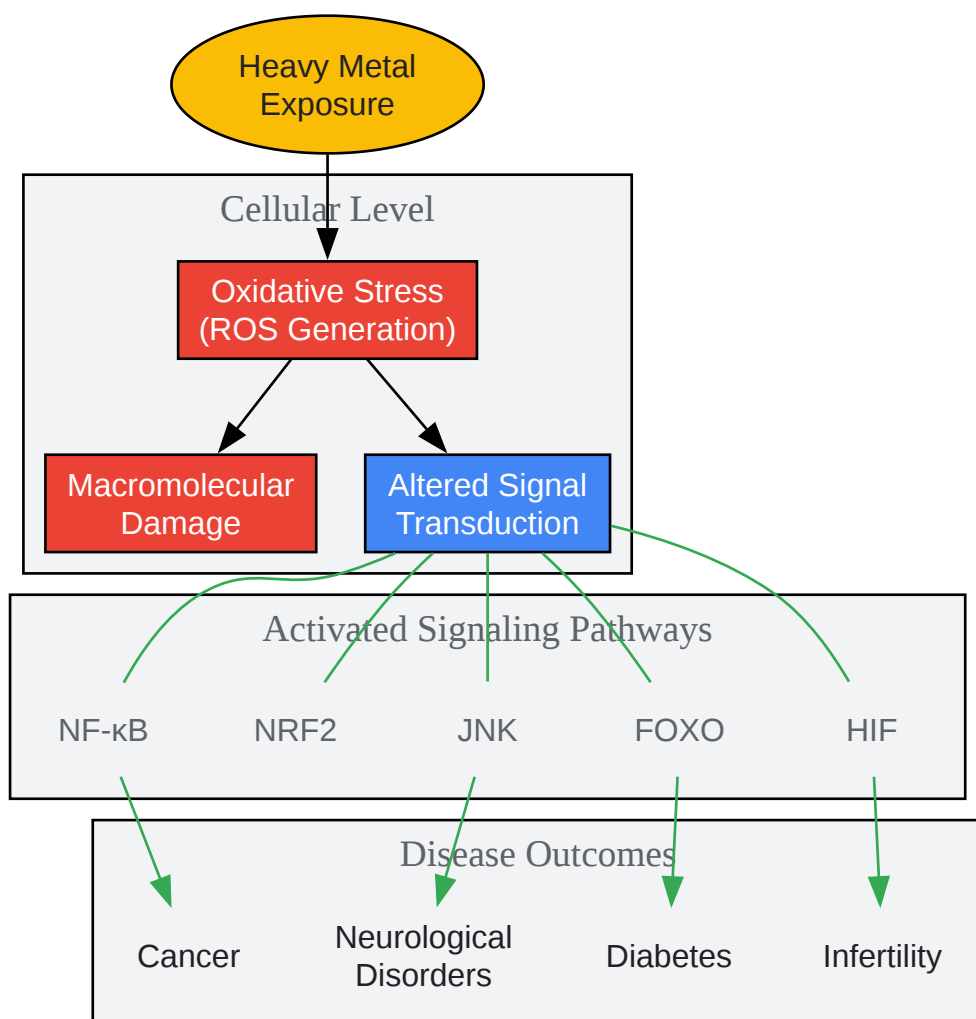 Heavy Metal
Exposure
Cellular Level
Oxidative Stress
(ROS Generation)
Macromolecular
Damage
Altered Signal
Transduction
Activated Signaling Pathways
NF-κB
NRF2
JNK
FOXO
HIF
Disease Outcomes
Cancer
Neurological
Disorders
Diabetes
Infertility